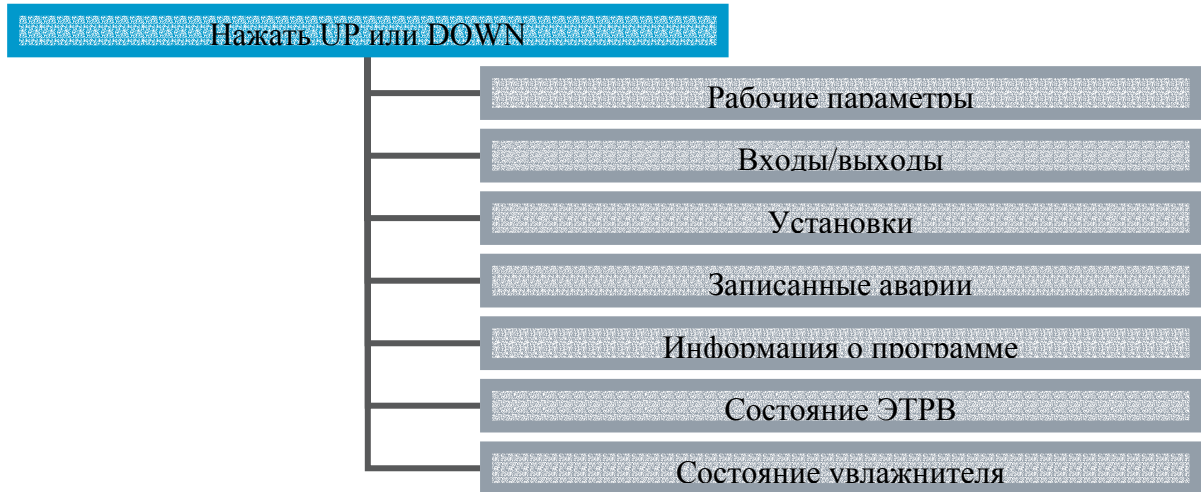 Нажать UP или DOWN
Рабочие параметры
Входы/выходы
Установки
Записанные аварии
Информация о программе
Состояние ЭТРВ
Состояние увлажнителя